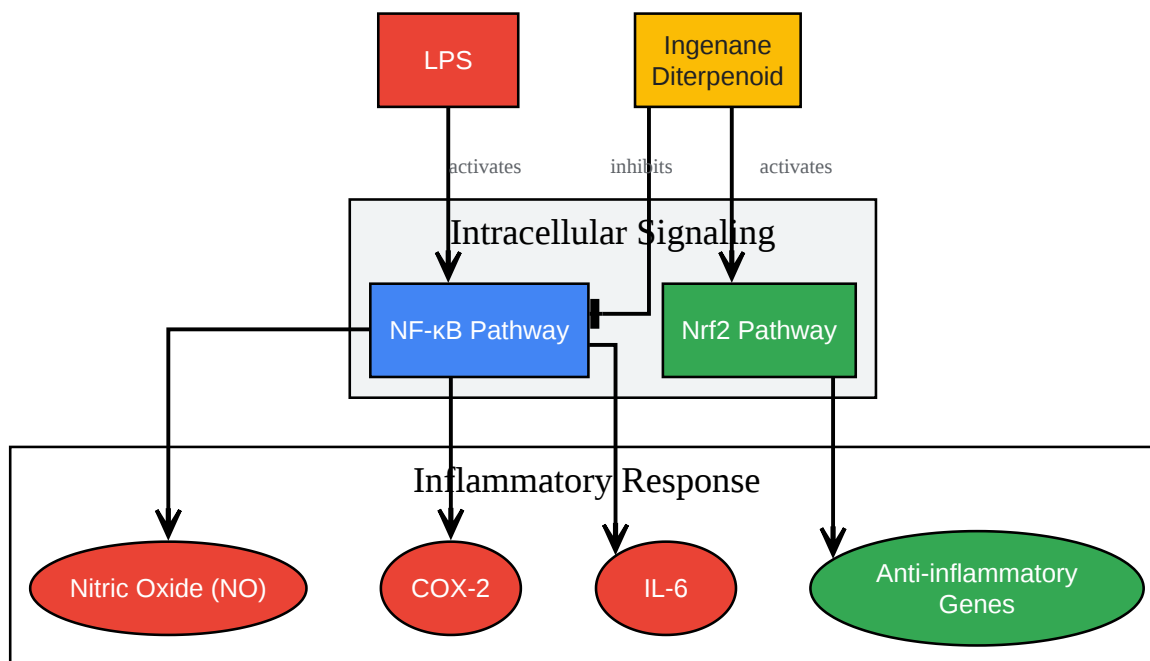 LPS
Ingenane
Diterpenoid
activates
inhibits
activates
Intracellular Signaling
NF-κB Pathway
Nrf2 Pathway
Inflammatory Response
Nitric Oxide (NO)
COX-2
IL-6
Anti-inflammatory
Genes